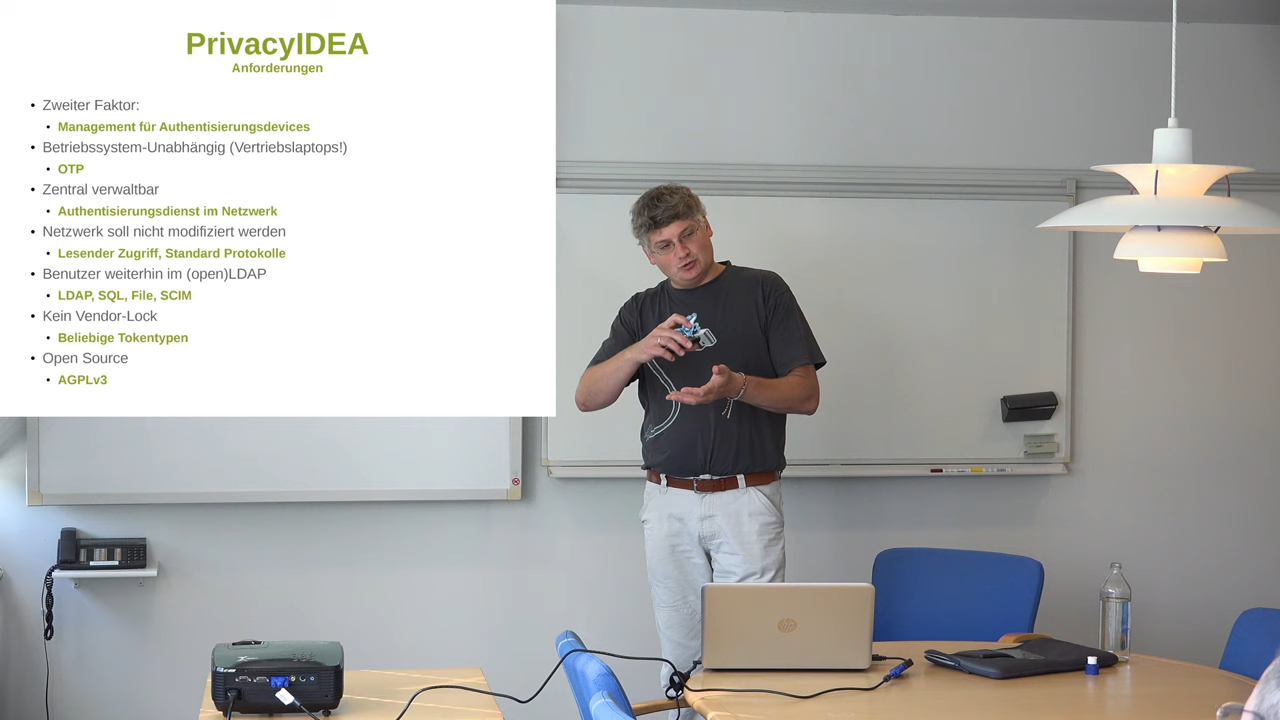 PrivacyIDEA
Anforderungen
• Zweiter Faktor:
• Management für Authentisierungsdevices
• Betriebssystem-Unabhängig (Vertriebslaptops!)
• OTP
• Zentral verwaltbar
• Authentisierungsdienst im Netzwerk
• Netzwerk soll nicht modifiziert werden
• Lesender Zugriff, Standard Protokolle
• Benutzer weiterhin im (open)LDAP
• LDAP, SQL, File, SCIM
• Kein Vendor-Lock
• Beliebige Tokentypen
• Open Source
• AGPLv3
hp